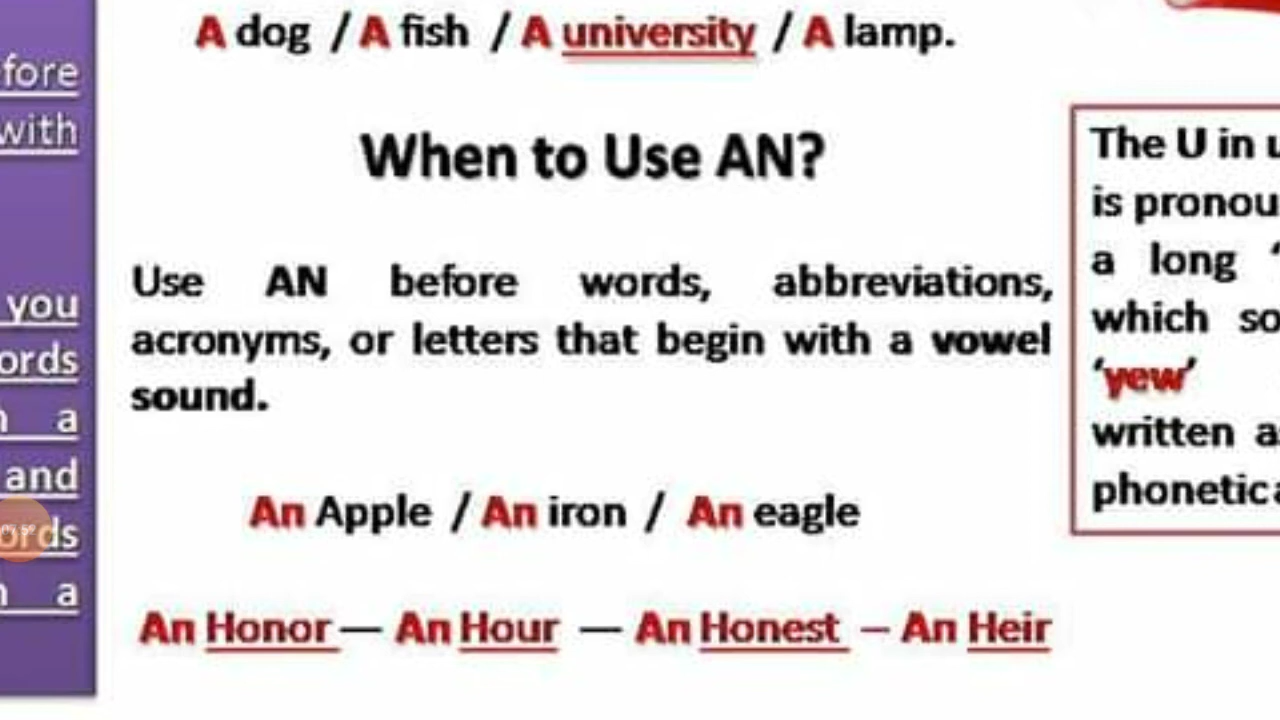 A dog / A fish / A university / A lamp.
fore
with
When to Use AN?
Use AN before words, abbreviations,
acronyms, or letters that begin with a vowel
sound.
you
ords
a
and
ords
a
The U in u
is pronou
a long ‘
which so
‘yew’
written as
phonetica
An Apple / An iron / An eagle
An Honor — An Hour — An Honest – An Heir